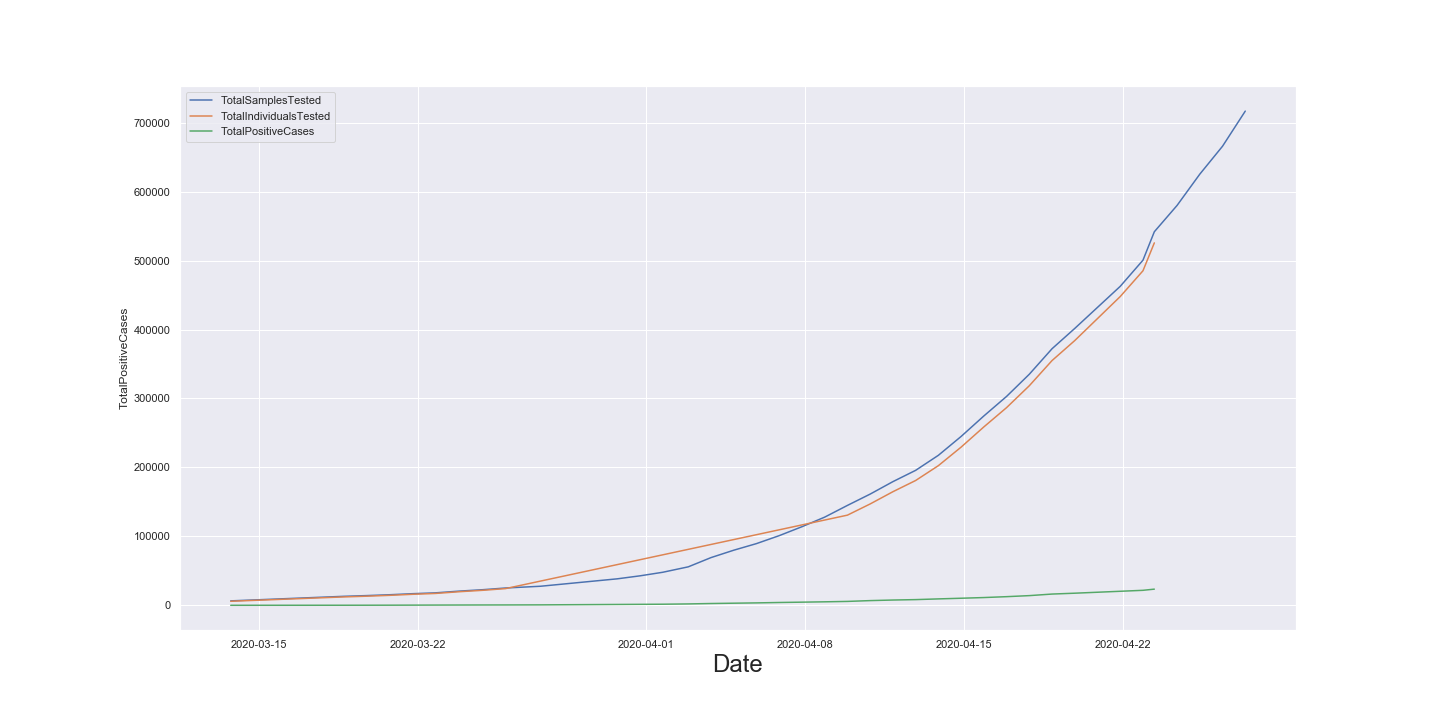 TotalSamplesTested
TotalIndividualsTested
TotalPositiveCases
700000
600000
500000
400000
300000
200000
100000
0
TotalPositiveCases
2020-03-15 2020-03-22 2020-04-01 2020-04-08 2020-04-15 2020-04-22
Date